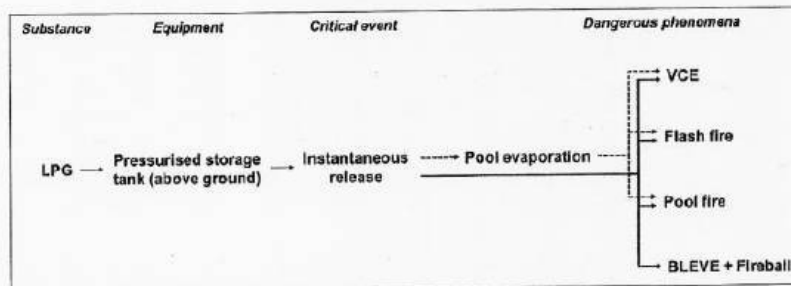 Substance Equipment Critical event Dangerous phenomena
VCE
Flash fire
LPG Pressurised storage tank (above ground) Instantaneous release Pool evaporation
Pool fire
BLEVE + Fireball